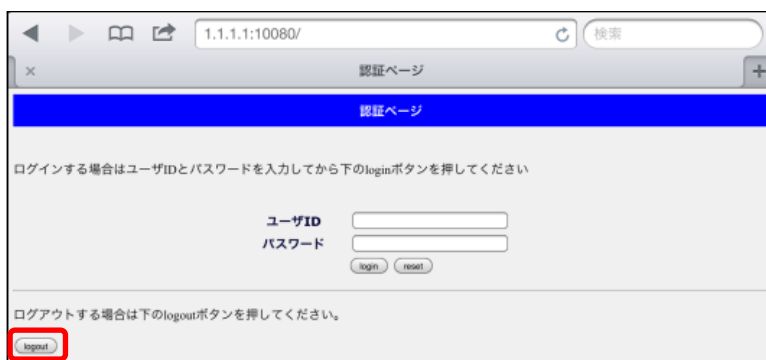 1.1.1.1:10080/
検索
認証ページ
認証ページ
ログインする場合はユーザIDとパスワードを入力してから下のloginボタンを押してください
ユーザID
パスワード
login reset
ログアウトする場合は下のlogoutボタンを押してください。
logout